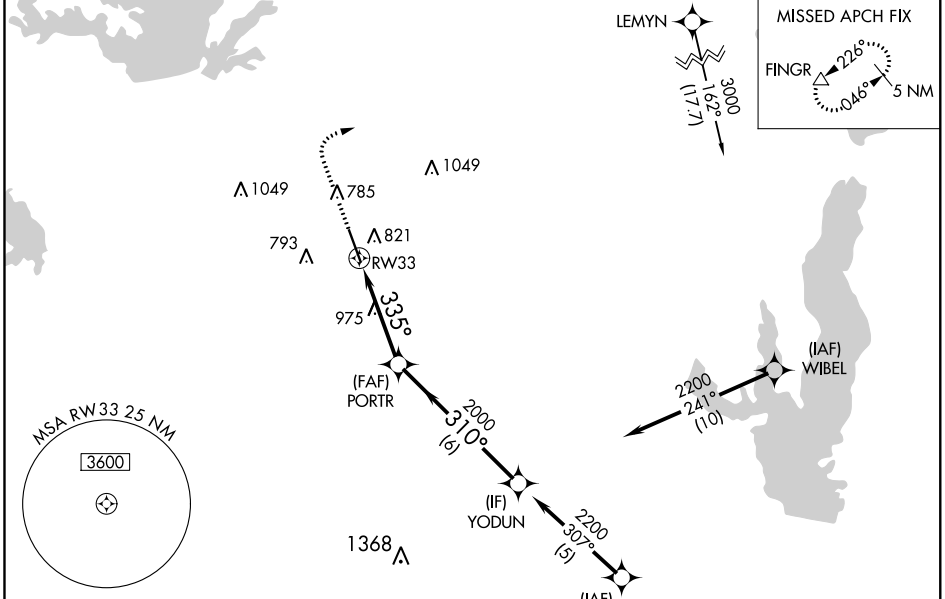 LEMYN
3000
162°
(17.7)
MISSED APCH FIX
FINGR
226°
046°
5 NM
1049
785
1049
793
821
RW33
975
335°
(FAF)
PORTR
2000
310°
(6)
(IF)
YODUN
2200
307°
(5)
(IAF)
WIBEL
2200
241°
(10)
MSA RW33 25 NM
3600
1368
(IAF)